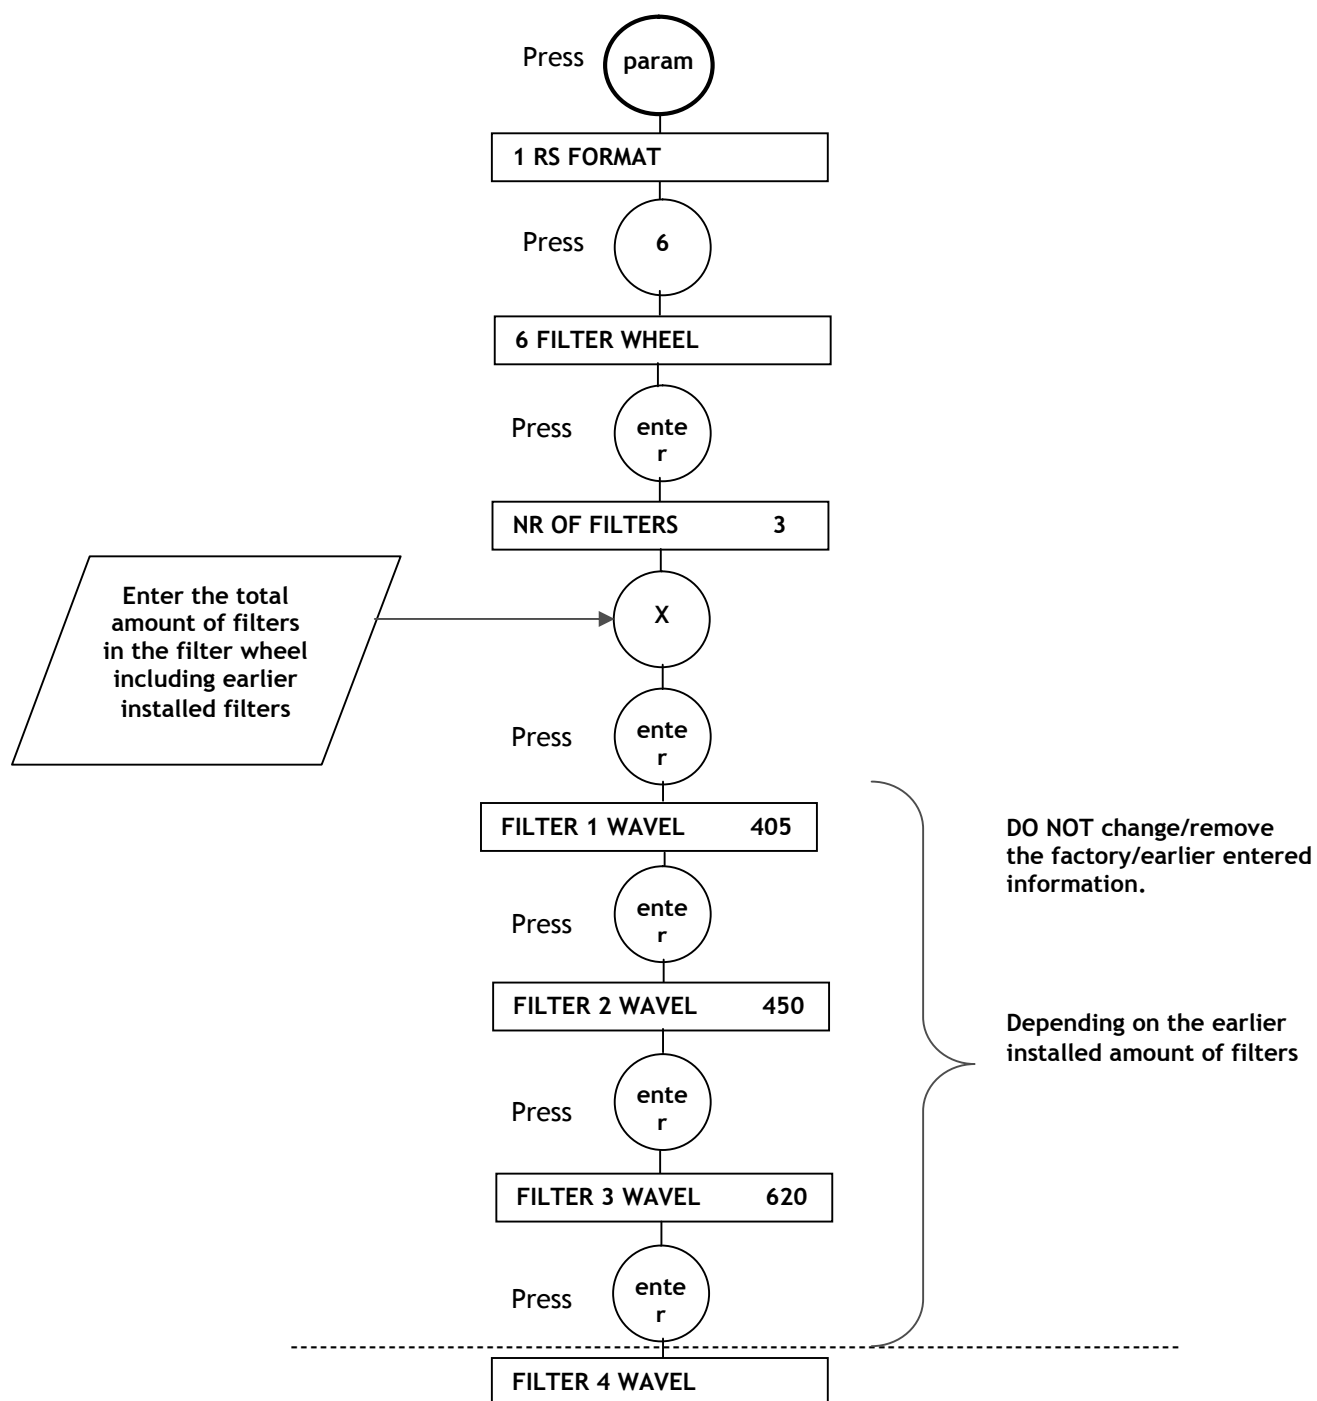 Press param
1 RS FORMAT
Press 6
6 FILTER WHEEL
Press ente
r
NR OF FILTERS 3
Enter the total
amount of filters
in the filter wheel
including earlier
installed filters
X
Press ente
r
FILTER 1 WAVEL 405
DO NOT change/remove
the factory/earlier entered
information.
Press ente
r
FILTER 2 WAVEL 450
Depending on the earlier
installed amount of filters
Press ente
r
FILTER 3 WAVEL 620
Press ente
r
FILTER 4 WAVEL